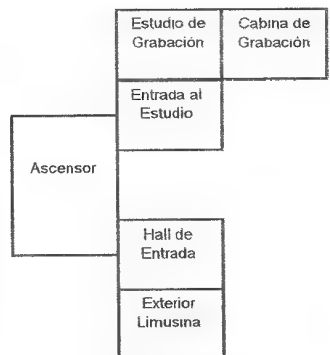 Estudio de
Grabación
Cabina de
Grabación
Entrada al
Estudio
Ascensor
Hall de
Entrada
Exterior
Limusina